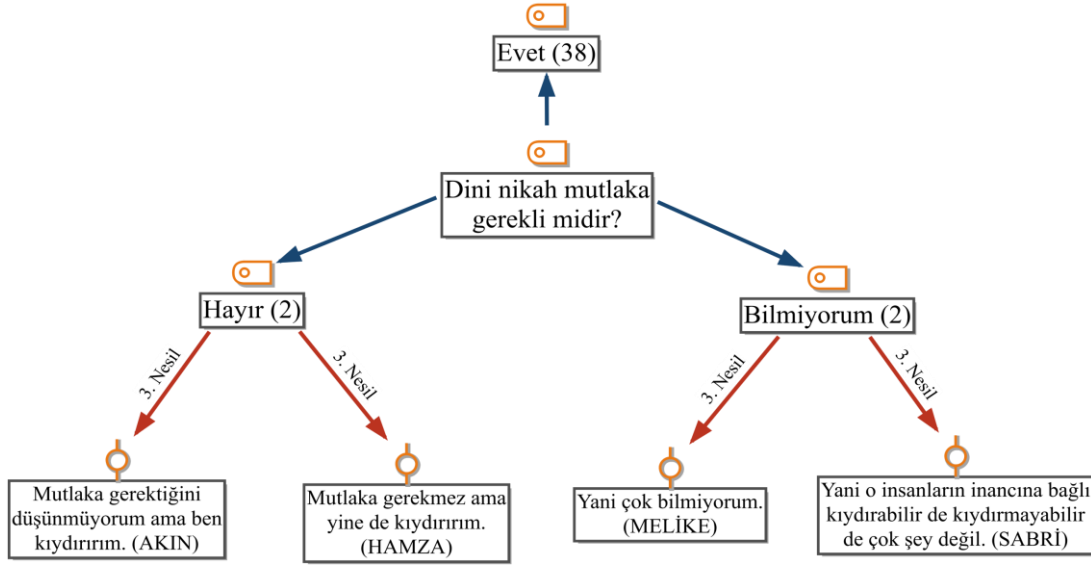 Evet (38)
Dini nikah mutlaka
gerekli midir?
Hayır (2)
Bilmiyorum (2)
3. Nesil
3. Nesil
3. Nesil
3. Nesil
Mutlaka gerektiğini
düşünmüyorum ama ben
kıydırırım. (AKIN)
Mutlaka gerekmez ama
yine de kıydırırım.
(HAMZA)
Yani çok bilmiyorum.
(MELİKE)
Yani o insanların inancına bağlı
kıydırabilir de kıydırmayabilir
de çok şey değil. (SABRİ)